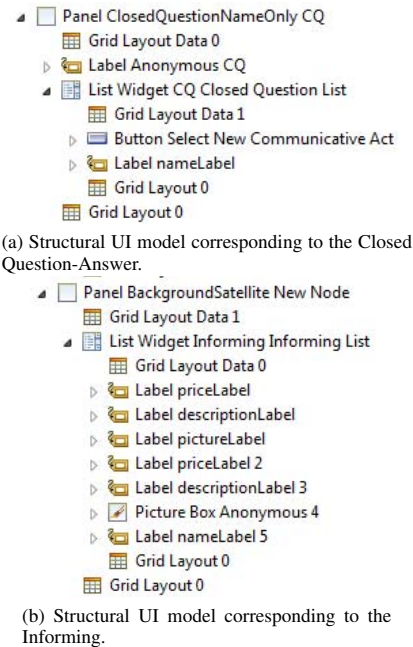 Panel ClosedQuestionNameOnly CQ
Grid Layout Data 0
Label Anonymous CQ
List Widget CQ Closed Question List
Grid Layout Data 1
Button Select New Communicative Act
Label nameLabel
Grid Layout 0
Grid Layout 0
(a) Structural UI model corresponding to the Closed
Question-Answer.
Panel BackgroundSatellite New Node
Grid Layout Data 1
List Widget Informing Informing List
Grid Layout Data 0
Label priceLabel
Label descriptionLabel
Label pictureLabel
Label priceLabel 2
Label descriptionLabel 3
Picture Box Anonymous 4
Label nameLabel 5
Grid Layout 0
Grid Layout 0
(b) Structural UI model corresponding to the
Informing.